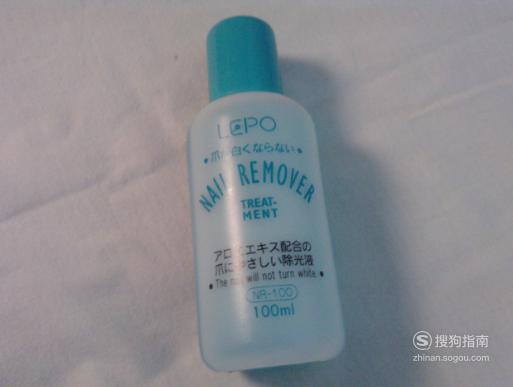 LEPO
爪が白くならない
NAIL REMOVER
TREAT-
MENT
アロエエキス配合の
爪にやさしい除光液
The nail will not turn white.
NR-100
100ml
搜狗指南
zhinan.sogou.com